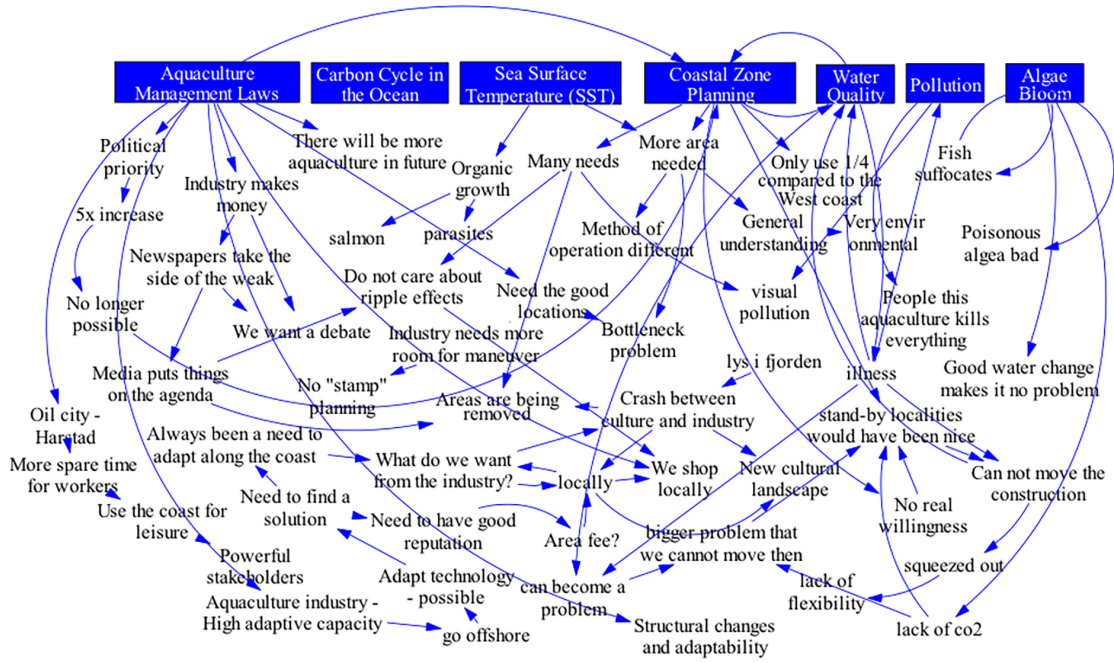 Aquaculture
Management Laws
Carbon Cycle in
the Ocean
Sea Surface
Temperature (SST)
Coastal Zone
Planning
Water
Quality
Pollution
Algae
Bloom
Political
priority
There will be more
aquaculture in future
Organic
growth
Many needs
More area
needed
Only use 1/4
compared to the
West coast
Fish
suffocates
Industry makes
money
5x increase
salmon
parasites
Method of
operation different
General
understanding
Very envir
onmental
Poisonous
algea bad
Newspapers take the
side of the weak
Do not care about
ripple effects
Need the good
locations
visual
pollution
People this
aquaculture kills
everything
No longer
possible
We want a debate
Industry needs more
room for maneuver
Bottleneck
problem
Media puts things
on the agenda
No "stamp"
planning
lys i fjorden
illness
Good water change
makes it no problem
Areas are being
removed
Crash between
culture and industry
stand-by localities
would have been nice
Oil city -
Harstad
Always been a need to
adapt along the coast
More spare time
for workers
What do we want
from the industry?
locally
We shop
locally
New cultural
landscape
Can not move the
construction
Use the coast for
leisure
Need to find a
solution
Need to have good
reputation
Area fee?
bigger problem that
we cannot move then
No real
willingness
Powerful
stakeholders
Adapt technology
- possible
can become a
problem
lack of
flexibility
squeezed out
Aquaculture industry -
High adaptive capacity
go offshore
Structural changes
and adaptability
lack of co2